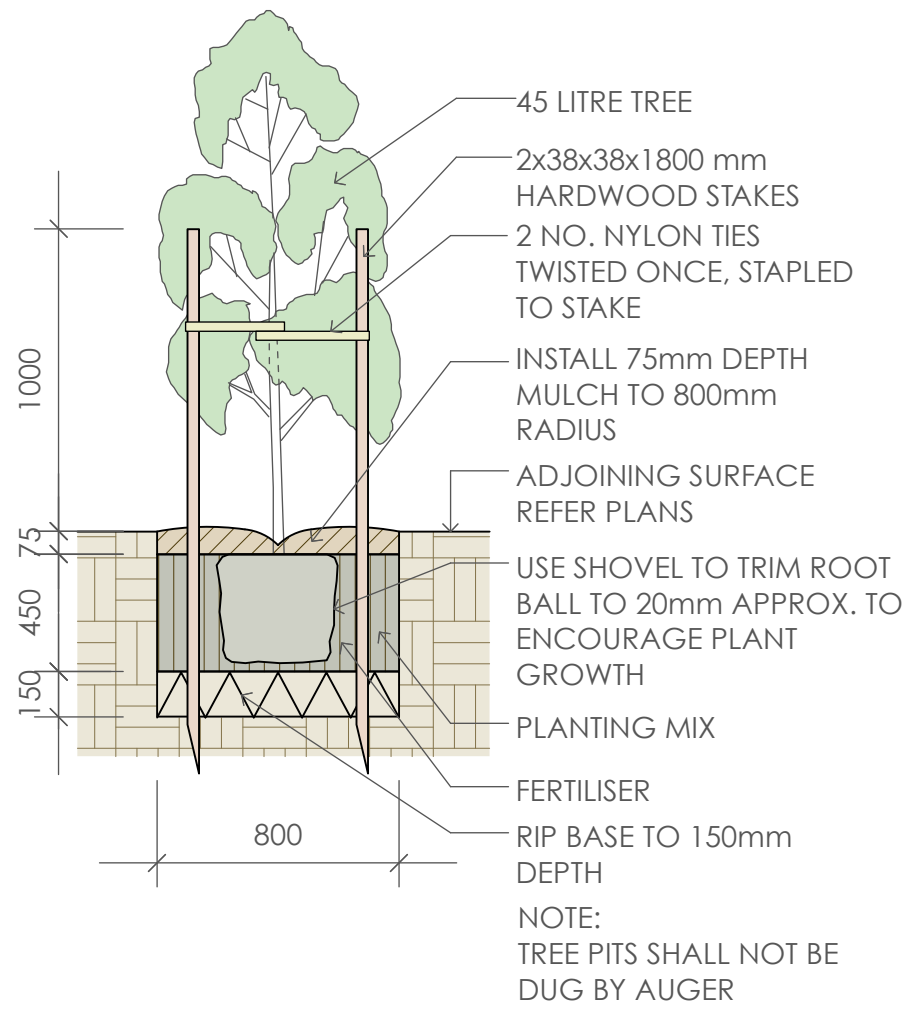 45 LITRE TREE
2x38x38x1800 mm
HARDWOOD STAKES
2 NO. NYLON TIES
TWISTED ONCE, STAPLED
TO STAKE
INSTALL 75mm DEPTH
MULCH TO 800mm
RADIUS
ADJOINING SURFACE
REFER PLANS
USE SHOVEL TO TRIM ROOT
BALL TO 20mm APPROX. TO
ENCOURAGE PLANT
GROWTH
PLANTING MIX
FERTILISER
RIP BASE TO 150mm
DEPTH
NOTE:
TREE PITS SHALL NOT BE
DUG BY AUGER
1000
75
450
150
800